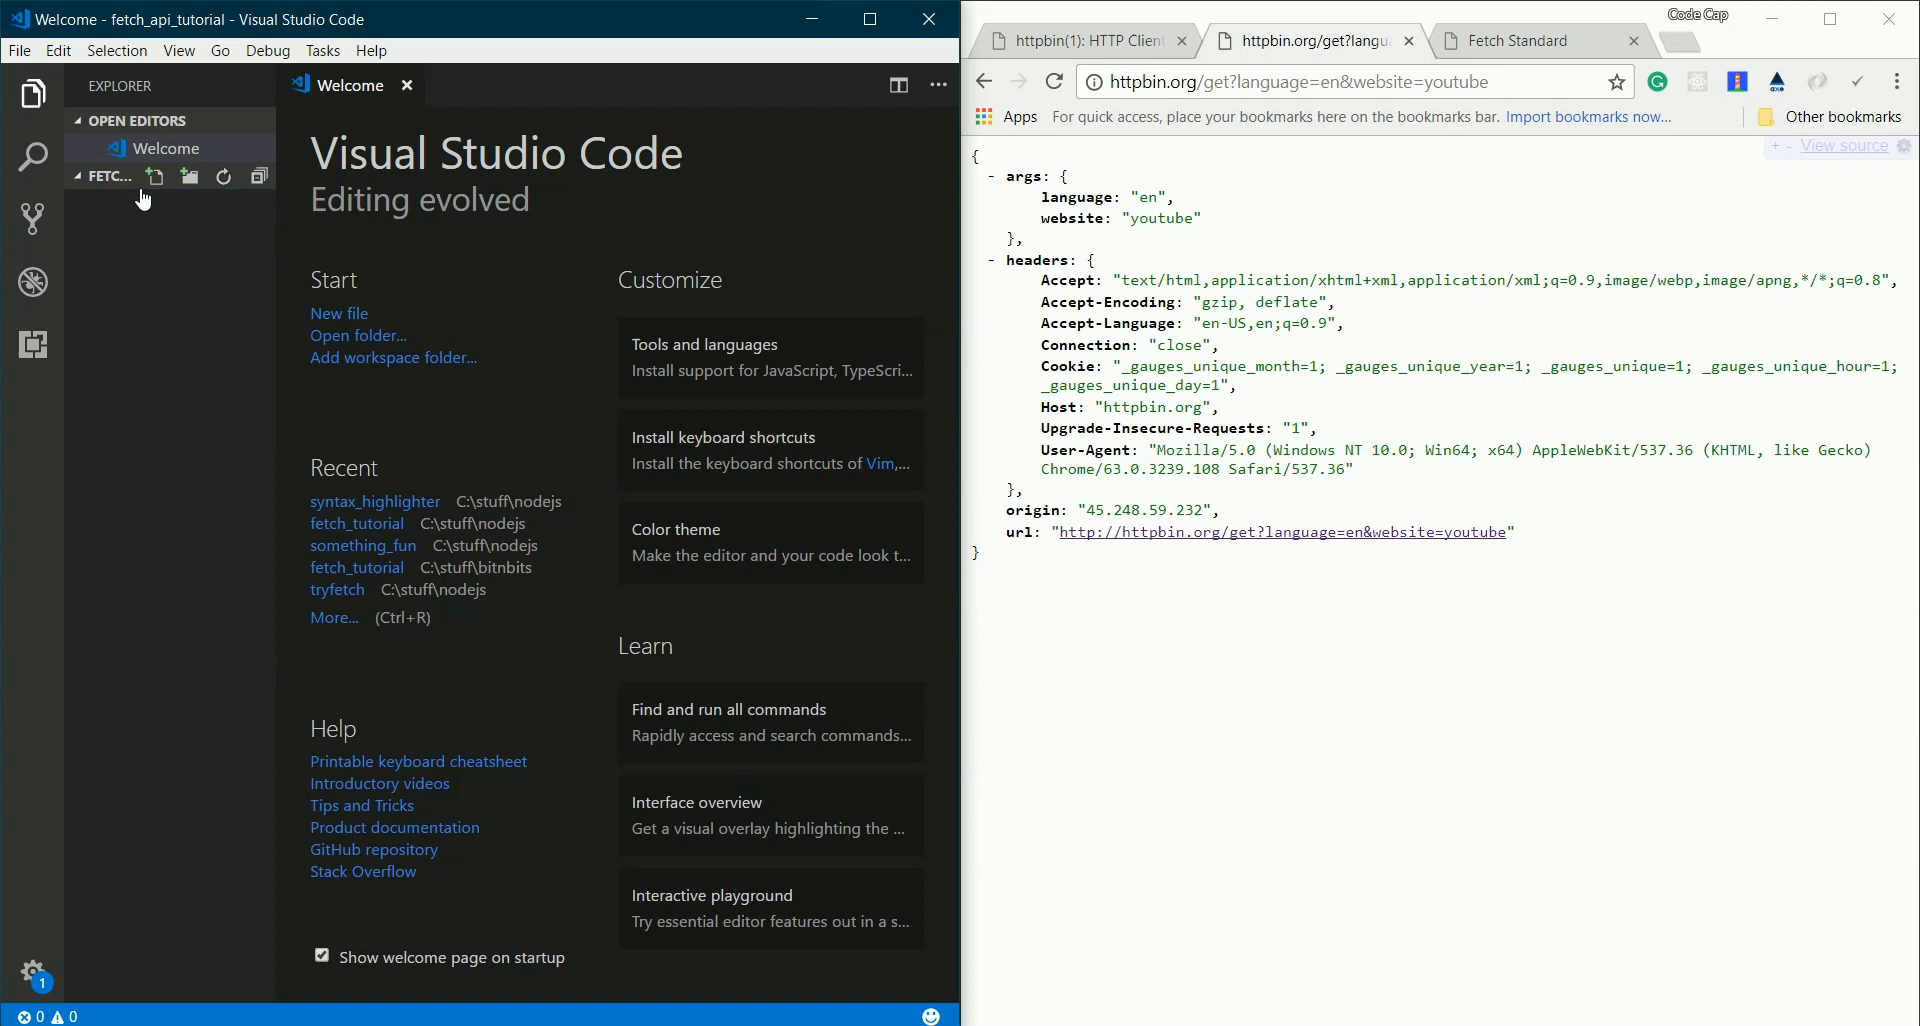 Welcome - fetch_api_tutorial - Visual Studio Code
File Edit Selection View Go Debug Tasks Help
EXPLORER
OPEN EDITORS
Welcome
FETC...
1
Welcome
Visual Studio Code
Editing evolved
Start
New file
Open folder...
Add workspace folder...
Recent
syntax_highlighter C:\stuff\nodejs
fetch_tutorial C:\stuff\nodejs
something_fun C:\stuff\nodejs
fetch_tutorial C:\stuff\bitnbits
tryfetch C:\stuff\nodejs
More... (Ctrl+R)
Help
Printable keyboard cheatsheet
Introductory videos
Tips and Tricks
Product documentation
GitHub repository
Stack Overflow
Show welcome page on startup
Customize
Tools and languages
Install support for JavaScript, TypeScri...
Install keyboard shortcuts
Install the keyboard shortcuts of Vim,...
Color theme
Make the editor and your code look t...
Learn
Find and run all commands
Rapidly access and search commands...
Interface overview
Get a visual overlay highlighting the ...
Interactive playground
Try essential editor features out in a s...
0 0
Code Cap
httpbin(1): HTTP Client httpbin.org/get?langua Fetch Standard
httpbin.org/get?language=en&website=youtube
Apps For quick access, place your bookmarks here on the bookmarks bar. Import bookmarks now... Other bookmarks
+ - View source
{
- args: {
language: "en",
website: "youtube"
},
- headers: {
Accept: "text/html,application/xhtml+xml,application/xml;q=0.9,image/webp,image/apng,*/*;q=0.8",
Accept-Encoding: "gzip, deflate",
Accept-Language: "en-US,en;q=0.9",
Connection: "close",
Cookie: "_gauges_unique_month=1; _gauges_unique_year=1; _gauges_unique=1; _gauges_unique_hour=1;
_gauges_unique_day=1",
Host: "httpbin.org",
Upgrade-Insecure-Requests: "1",
User-Agent: "Mozilla/5.0 (Windows NT 10.0; Win64; x64) AppleWebKit/537.36 (KHTML, like Gecko)
Chrome/63.0.3239.108 Safari/537.36"
},
origin: "45.248.59.232",
url: "http://httpbin.org/get?language=en&website=youtube"
}